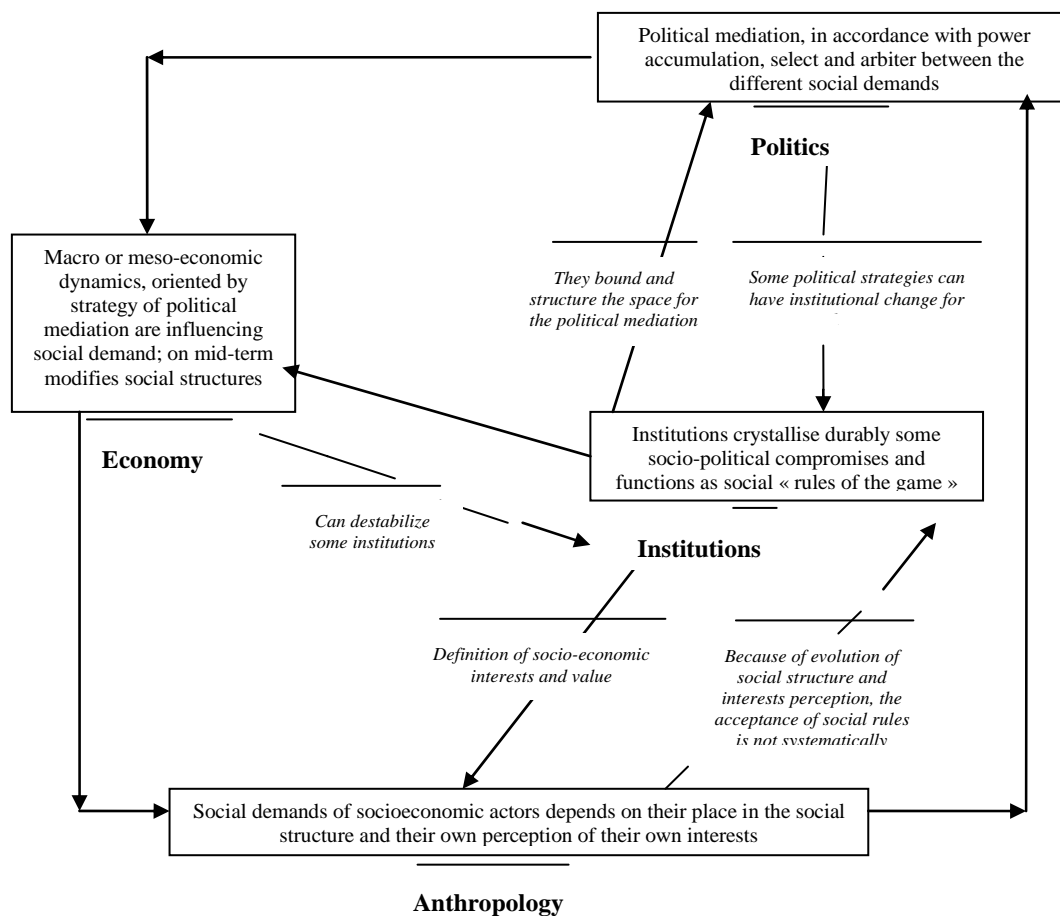 Political mediation, in accordance with power
accumulation, select and arbiter between the
different social demands
Politics
Macro or meso-economic
dynamics, oriented by
strategy of political
mediation are influencing
social demand; on mid-term
modifies social structures
Economy
They bound and
structure the space for
the political mediation
Some political strategies can
have institutional change for
Institutions crystallise durably some
socio-political compromises and
functions as social « rules of the game »
Institutions
Can destabilize
some institutions
Definition of socio-economic
interests and value
Because of evolution of
social structure and
interests perception, the
acceptance of social rules
is not systematically
Social demands of socioeconomic actors depends on their place in the social
structure and their own perception of their own interests
Anthropology